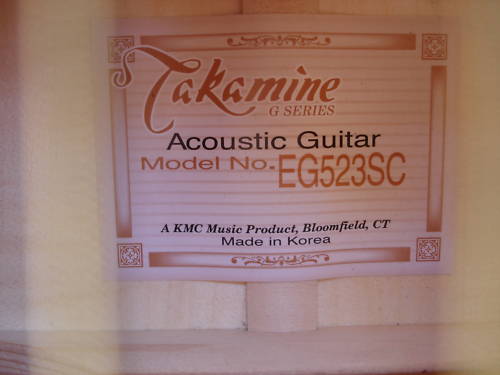 Takamine
G SERIES
Acoustic Guitar
Model No. EG523SC
A KMC Music Product, Bloomfield, CT
Made in Korea